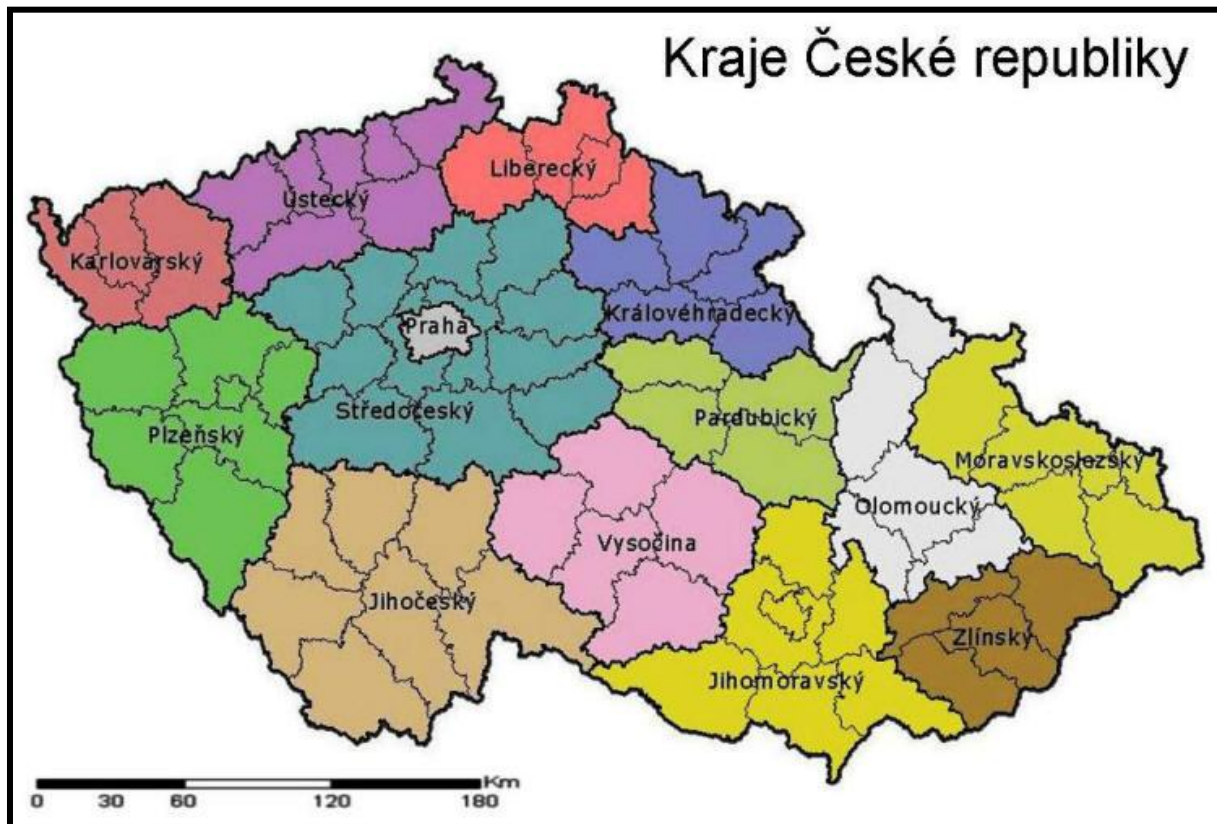 Kraje České republiky
Liberecký
Ústecký
Karlovarský
Královéhradecký
Praha
Středočeský
Pardubický
Plzeňský
Moravskoslezský
Olomoucký
Vysočina
Jihočeský
Zlínský
Jihomoravský
Km
0 30 60 120 180